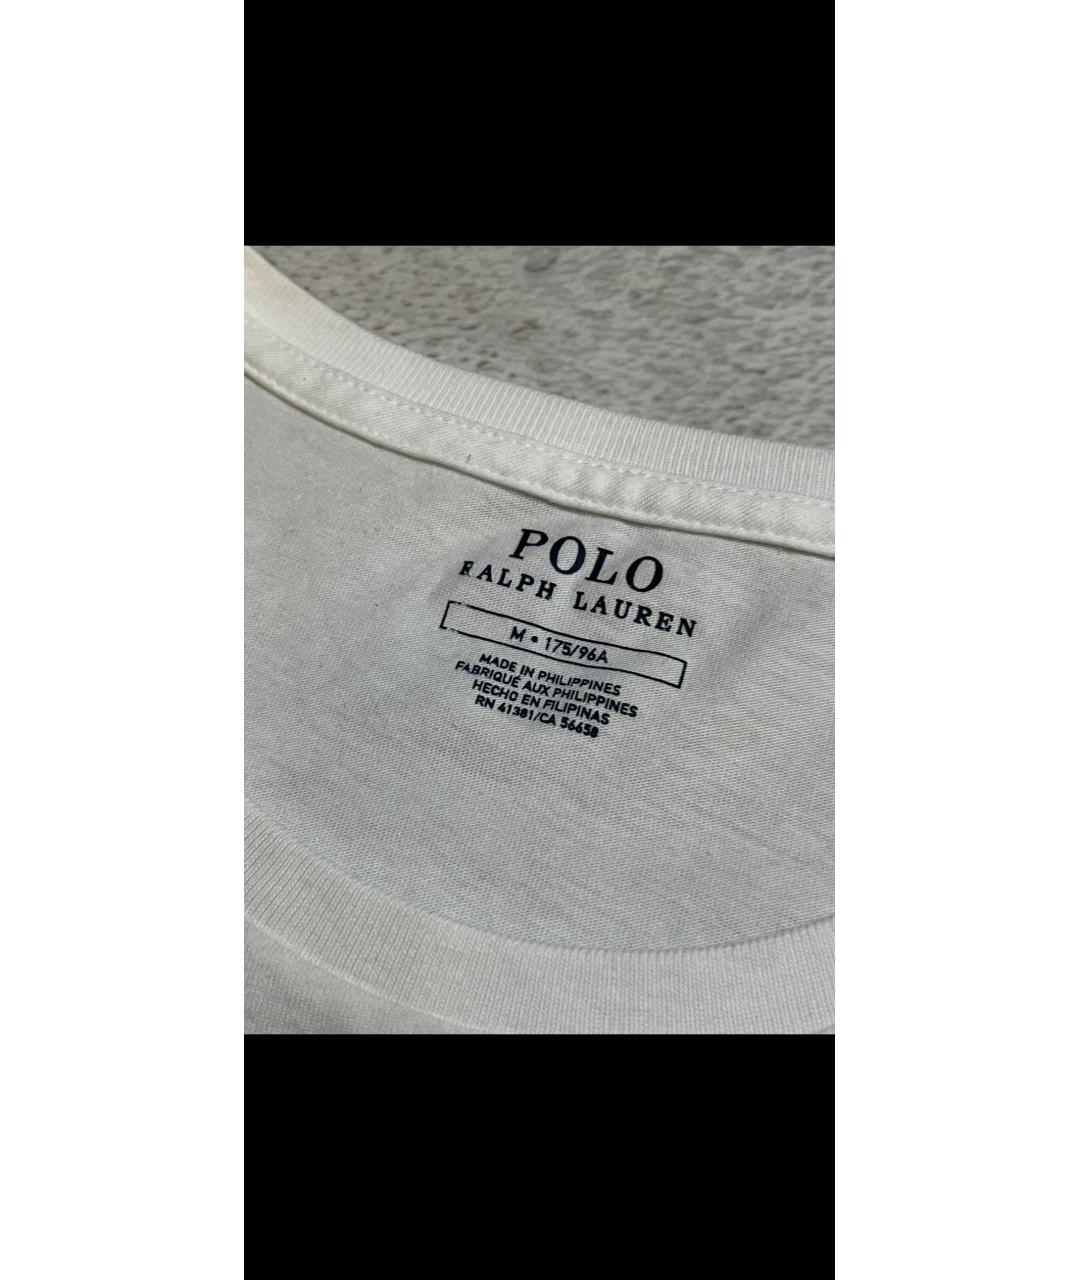 POLO
RALPH LAUREN
M • 175/96A
MADE IN PHILIPPINES
FABRIQUÉ AUX PHILIPPINES
HECHO EN FILIPINAS
RN 41381/CA 56658